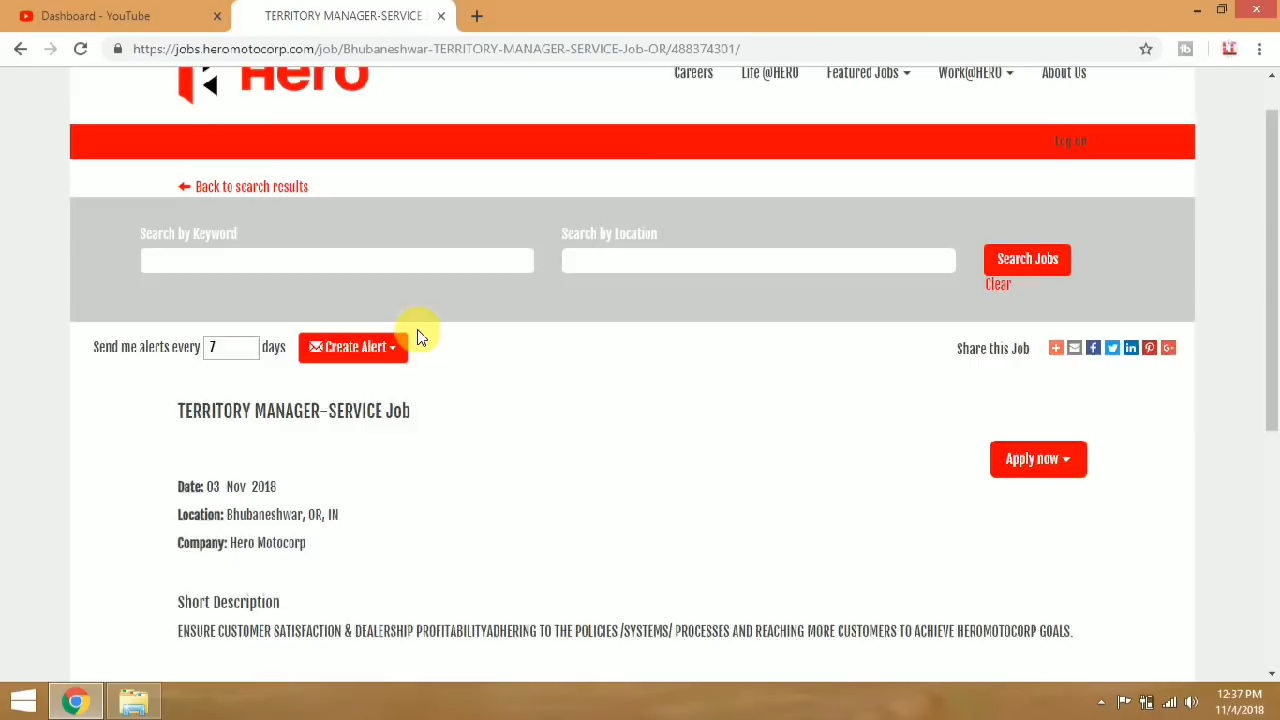 Dashboard - YouTube
TERRITORY MANAGER-SERVICE
https://jobs.heromotocorp.com/job/Bhubaneshwar-TERRITORY-MANAGER-SERVICE-Job-OR/488374301/
Hero
Careers Life @HERO Featured Jobs Work@HERO About Us
Log on
Back to search results
Search by Keyword Search by Location
Search Jobs
Clear
Send me alerts every 7 days Create Alert Share this Job
TERRITORY MANAGER-SERVICE Job
Apply now
Date: 03 Nov 2018
Location: Bhubaneshwar, OR, IN
Company: Hero Motocorp
Short Description
ENSURE CUSTOMER SATISFACTION & DEALERSHIP PROFITABILITYADHERING TO THE POLICIES /SYSTEMS/ PROCESSES AND REACHING MORE CUSTOMERS TO ACHIEVE HEROMOTOCORP GOALS.
12:37 PM
11/4/2018